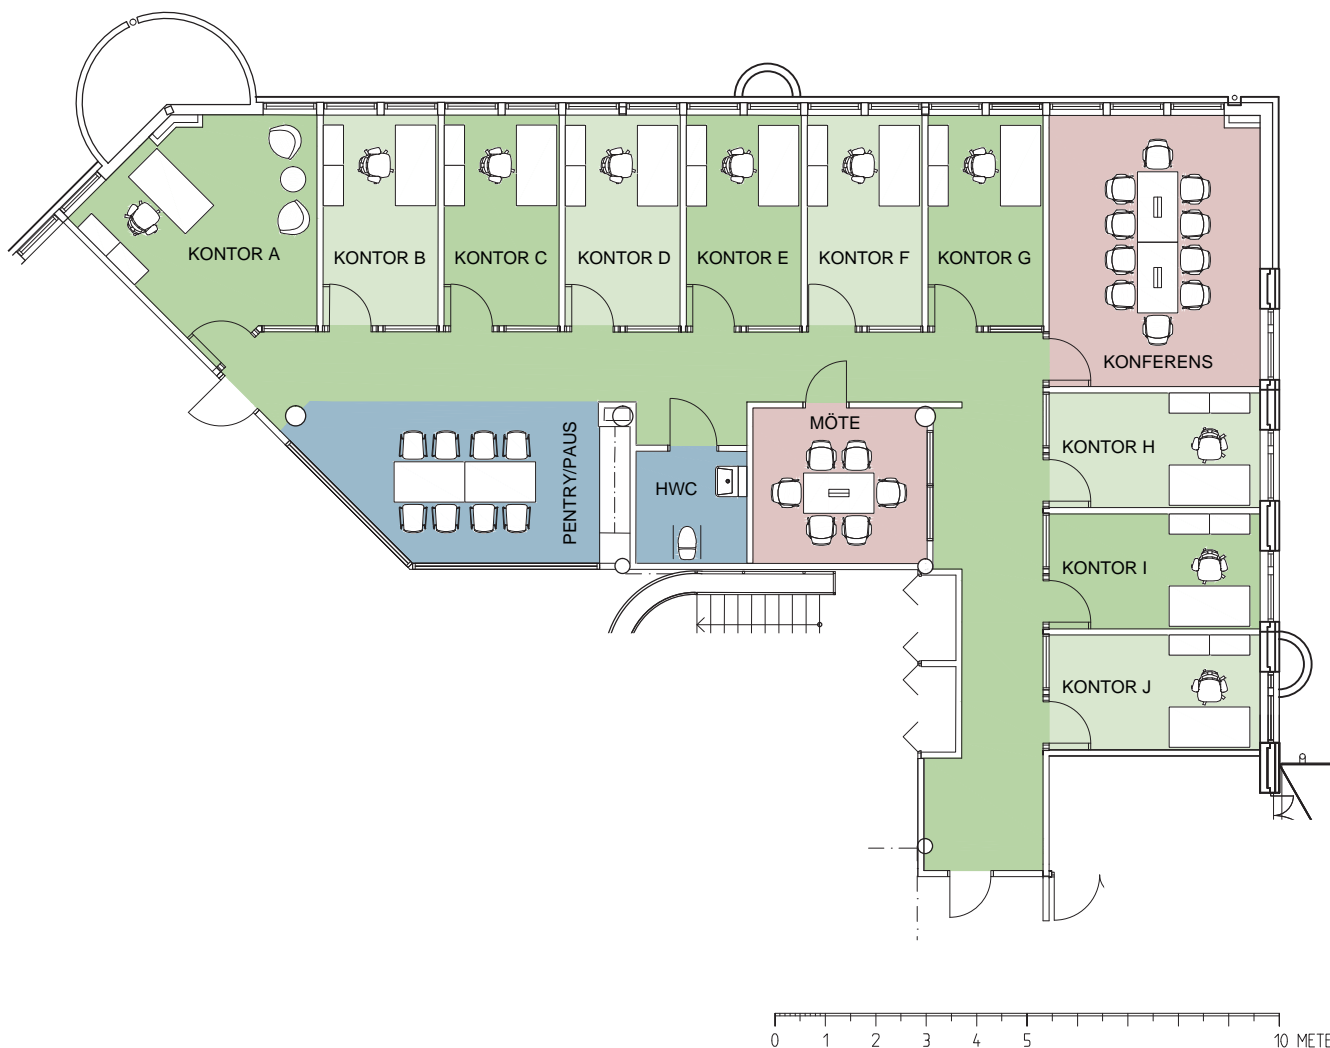 KONTOR A
KONTOR B
KONTOR C
KONTOR D
KONTOR E
KONTOR F
KONTOR G
KONFERENS
MÖTE
PENTRY/PAUS
HWC
KONTOR H
KONTOR I
KONTOR J
0 1 2 3 4 5 10 METE